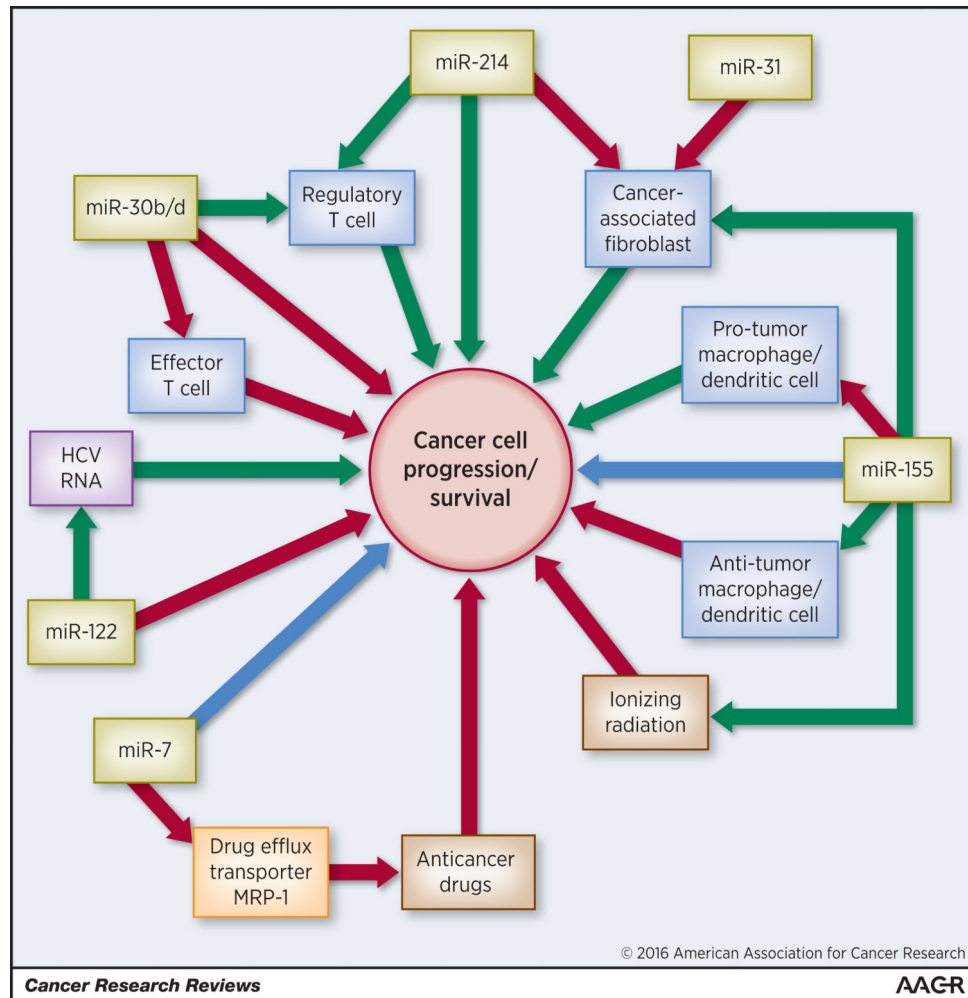 miR-214
miR-31
miR-30b/d
Regulatory
T cell
Cancer-
associated
fibroblast
Effector
T cell
Pro-tumor
macrophage/
dendritic cell
HCV
RNA
Cancer cell
progression/
survival
miR-155
Anti-tumor
macrophage/
dendritic cell
miR-122
Ionizing
radiation
miR-7
Drug efflux
transporter
MRP-1
Anticancer
drugs
© 2016 American Association for Cancer Research
Cancer Research Reviews
AACR